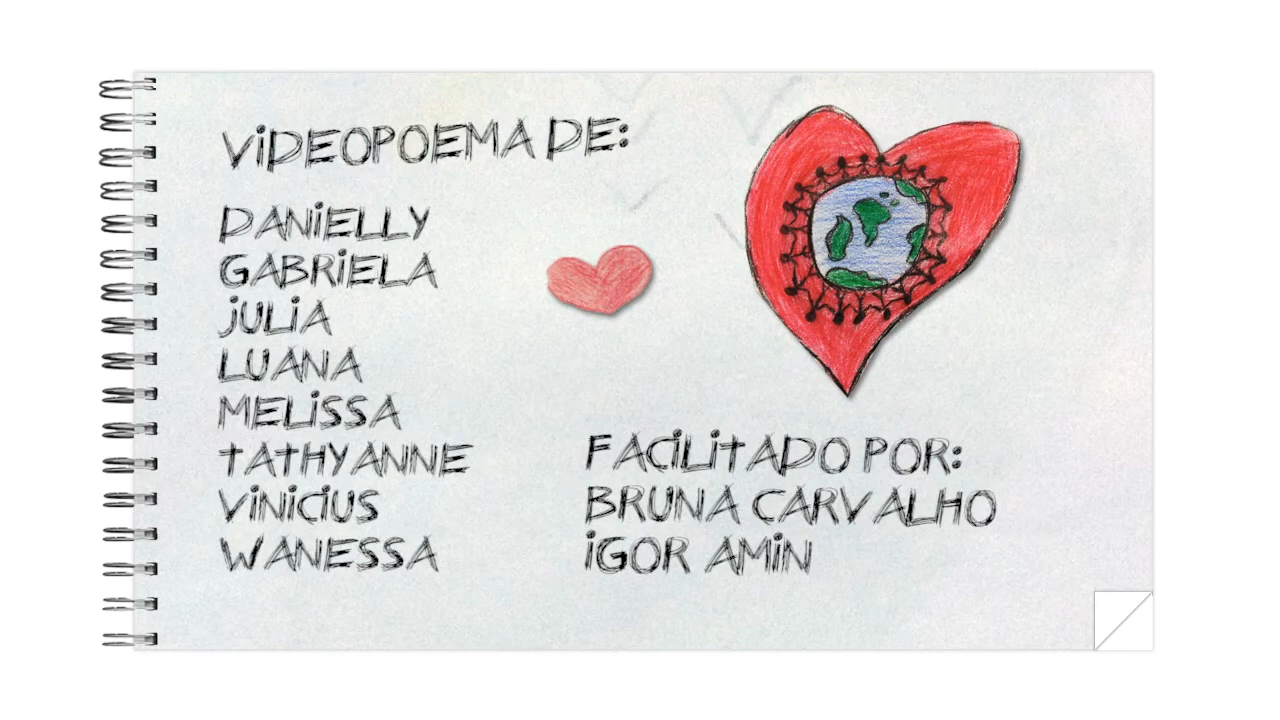 ViDEOPOEMA DE:
DANiELLY
GABRiELA
jULiA
LUANA
MELiSSA
TATHYANNE
ViNiCiUS
WANESSA
FACiLiTADO POR:
BRUNA CARVALHO
iGOR AMiN